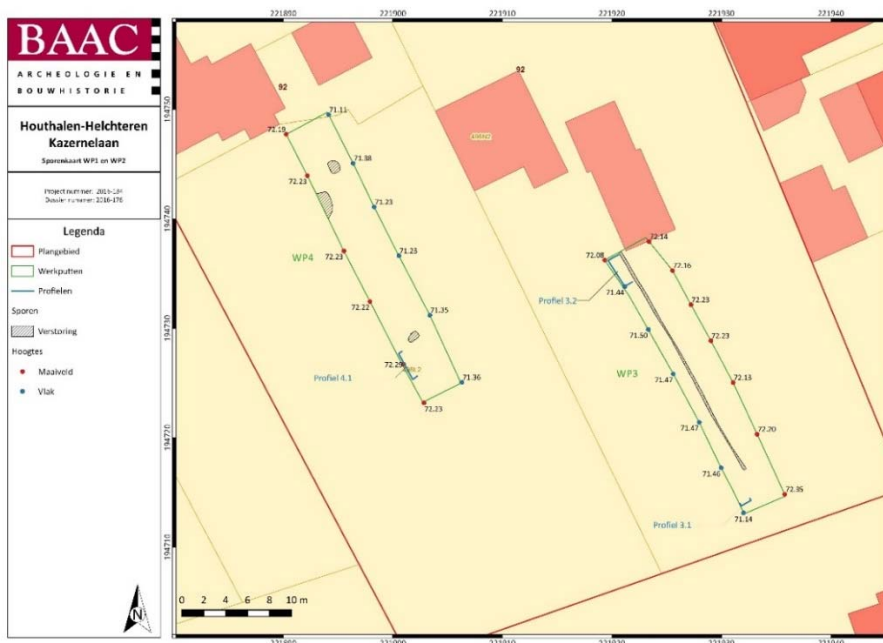 BAAC
ARCHEOLOGIE EN
BOUWHISTORIE
Houthalen-Helchteren
Kazernelaan
Sporenkaart WP1 en WP2
Legenda
Plangebied
Werkputten
Profielen
Sporen
Verstoring
Hoogtes
Maaiveld
Vlak
N
0 2 4 6 8 10 m
221890 221900 221910 221920 221930 221940
194750
194740
194730
194720
194710
92
92
71.11
72.19
71.38
72.23
71.23
WP4
72.23
71.23
72.22
71.35
72.29
Profiel 4.1
71.36
72.23
72.14
72.08
72.16
71.44
Profiel 3.2
72.23
71.50
72.23
WP3
71.47
72.13
71.47
72.20
71.46
72.35
Profiel 3.1
71.14
221900 221910 221920 221930 221940